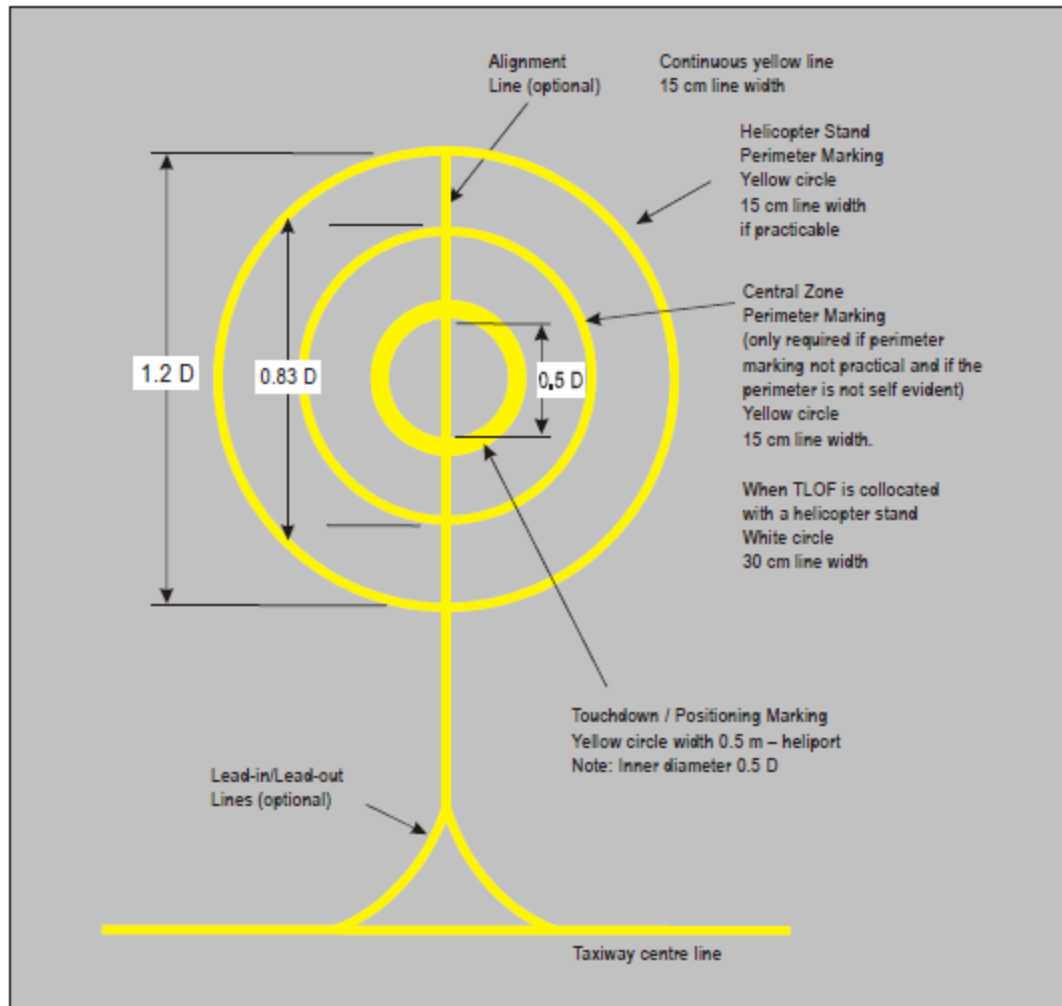 Alignment
Line (optional)
Continuous yellow line
15 cm line width
Helicopter Stand
Perimeter Marking
Yellow circle
15 cm line width
if practicable
Central Zone
Perimeter Marking
(only required if perimeter
marking not practical and if the
perimeter is not self evident)
Yellow circle
15 cm line width.
1.2 D
0.83 D
0.5 D
When TLOF is collocated
with a helicopter stand
White circle
30 cm line width
Touchdown / Positioning Marking
Yellow circle width 0.5 m – heliport
Note: Inner diameter 0.5 D
Lead-in/Lead-out
Lines (optional)
Taxiway centre line